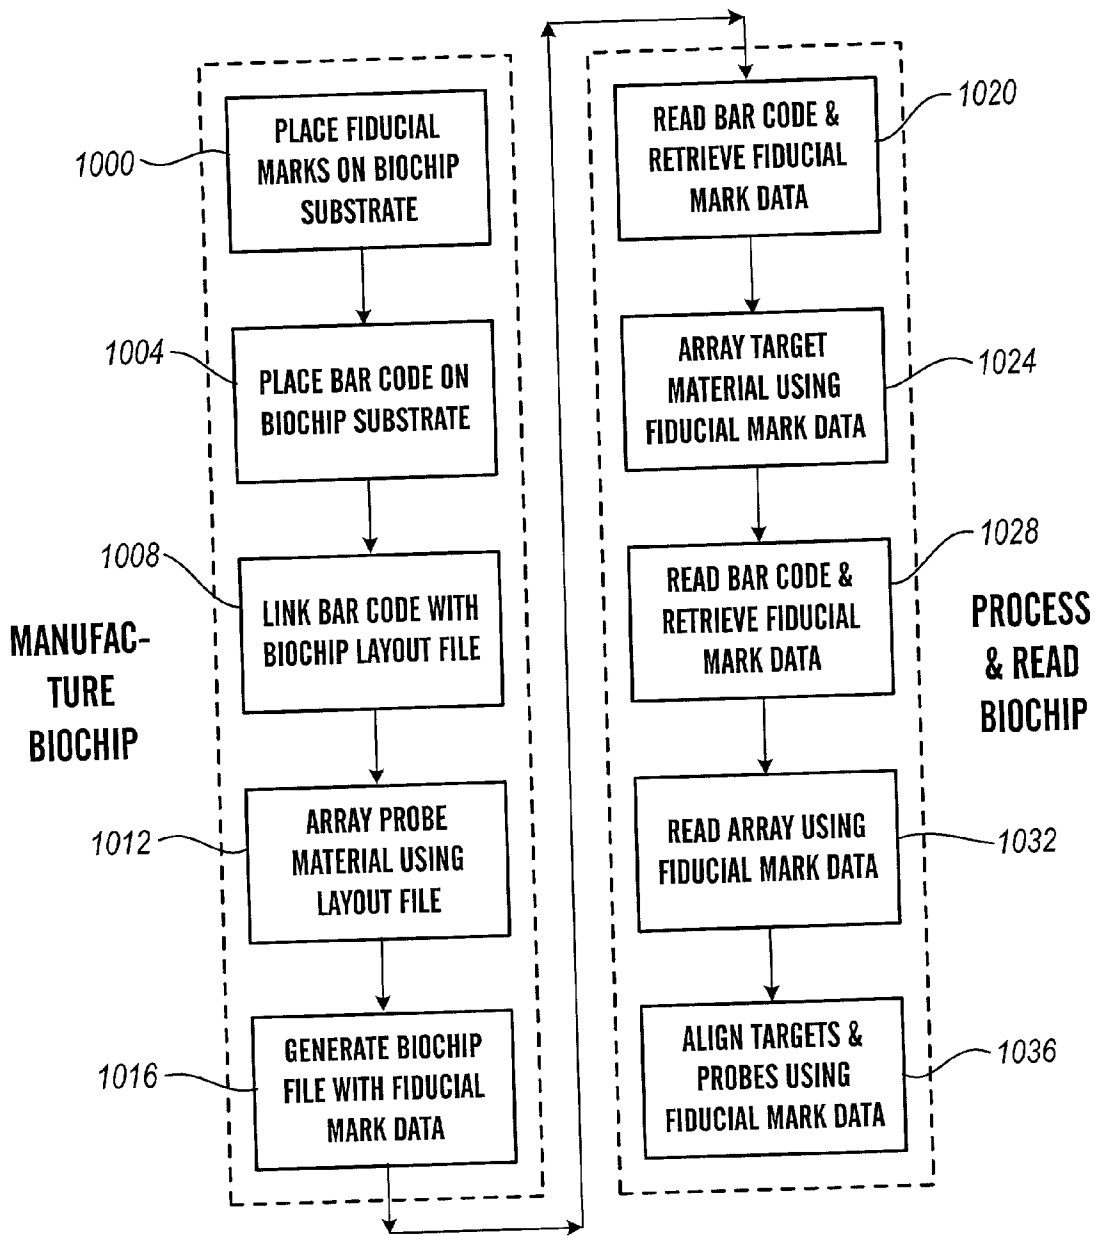 PLACE FIDUCIAL
MARKS ON BIOCHIP
SUBSTRATE
1000
PLACE BAR CODE ON
BIOCHIP SUBSTRATE
1004
LINK BAR CODE WITH
BIOCHIP LAYOUT FILE
1008
MANUFAC-
TURE
BIOCHIP
ARRAY PROBE
MATERIAL USING
LAYOUT FILE
1012
GENERATE BIOCHIP
FILE WITH FIDUCIAL
MARK DATA
1016
READ BAR CODE &
RETRIEVE FIDUCIAL
MARK DATA
1020
ARRAY TARGET
MATERIAL USING
FIDUCIAL MARK DATA
1024
READ BAR CODE &
RETRIEVE FIDUCIAL
MARK DATA
1028
PROCESS
& READ
BIOCHIP
READ ARRAY USING
FIDUCIAL MARK DATA
1032
ALIGN TARGETS &
PROBES USING
FIDUCIAL MARK DATA
1036